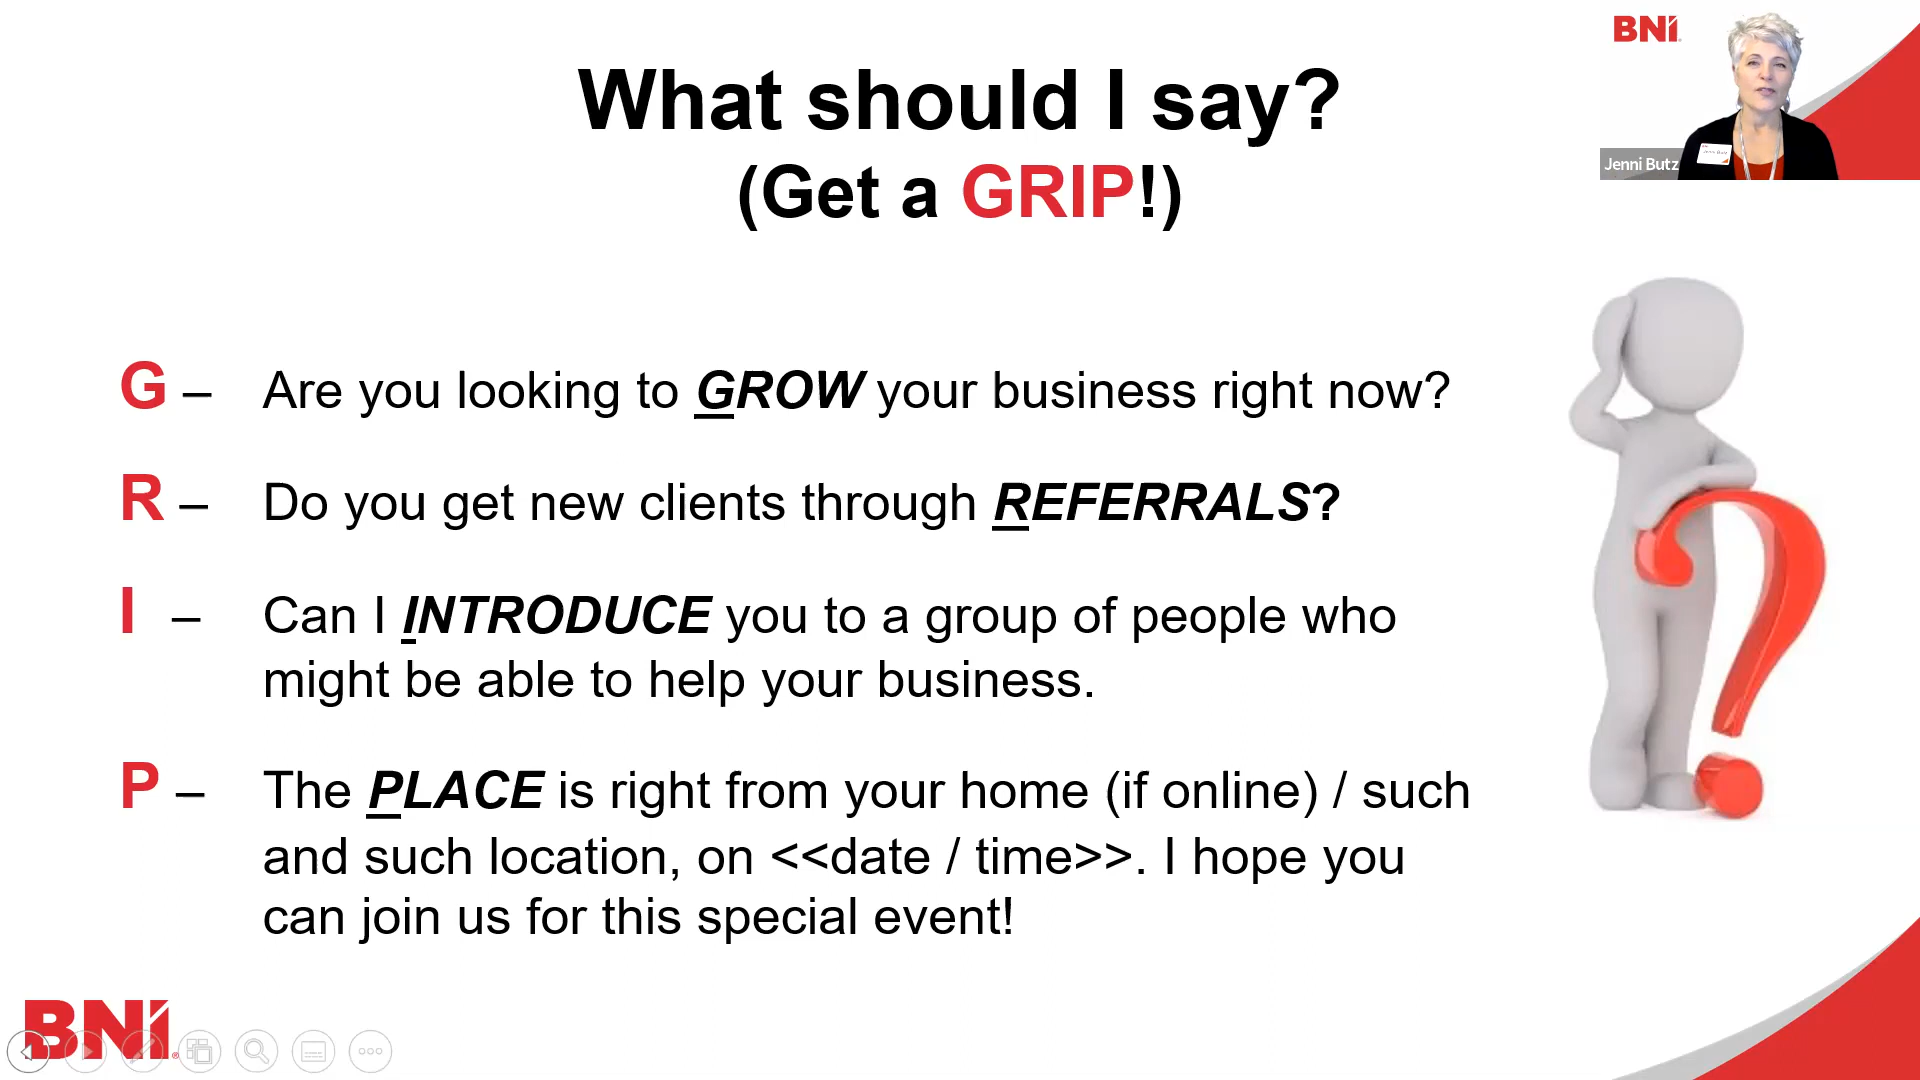 What should I say?
(Get a GRIP!)
BNI
Jenni Butz
G – Are you looking to GROW your business right now?
R – Do you get new clients through REFERRALS?
I – Can I INTRODUCE you to a group of people who
might be able to help your business.
P – The PLACE is right from your home (if online) / such
and such location, on <<date / time>>. I hope you
can join us for this special event!
BNI®